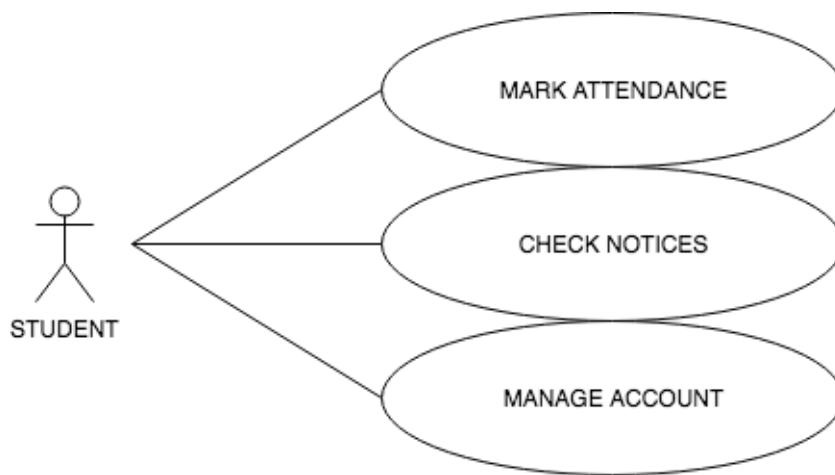 MARK ATTENDANCE
CHECK NOTICES
STUDENT
MANAGE ACCOUNT